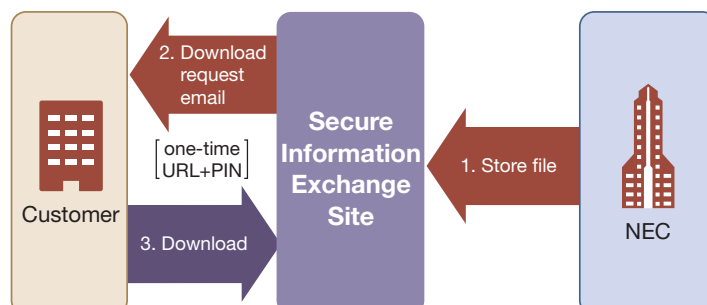 2. Download
request
email
[one-time
URL+PIN]
Customer
3. Download
Secure
Information
Exchange
Site
1. Store file
NEC